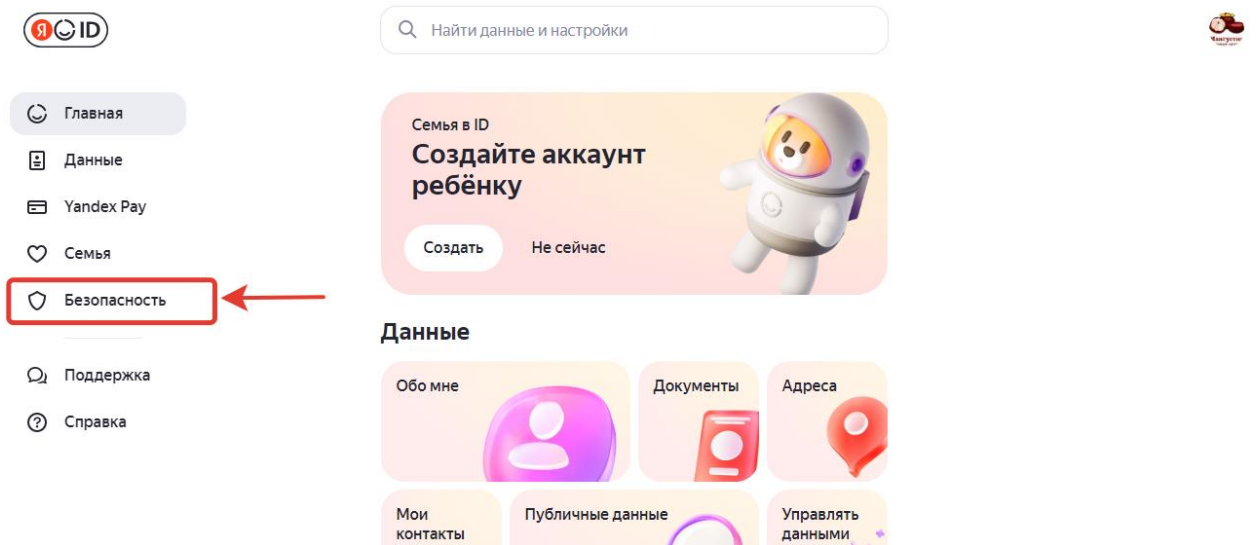 Я ID
Найти данные и настройки
Главная
Данные
Yandex Pay
Семья
Безопасность
Поддержка
Справка
Семья в ID
Создайте аккаунт
ребёнку
Создать
Не сейчас
Данные
Обо мне
Документы
Адреса
Мои
контакты
Публичные данные
Управлять
данными